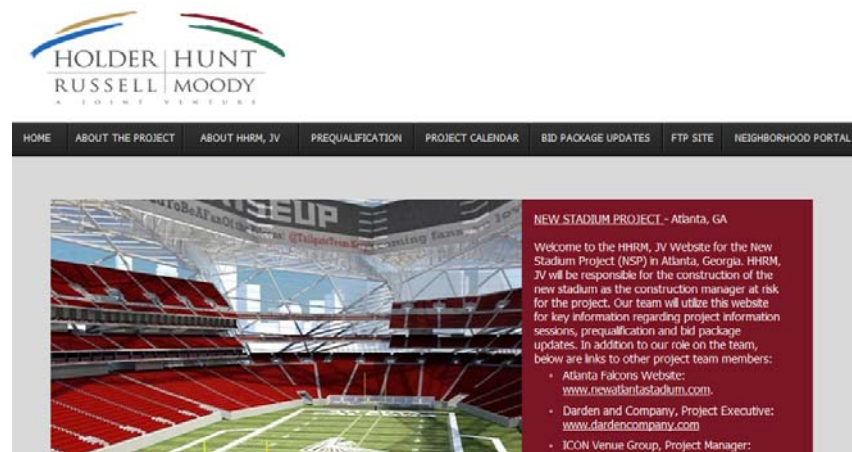 HOLDER | HUNT
RUSSELL | MOODY
A JOINT VENTURE
HOME ABOUT THE PROJECT ABOUT HHRM, JV PREQUALIFICATION PROJECT CALENDAR BID PACKAGE UPDATES FTP SITE NEIGHBORHOOD PORTAL
RISEUP
@TailgateTeam
NEW STADIUM PROJECT - Atlanta, GA
Welcome to the HHRM, JV Website for the New
Stadium Project (NSP) in Atlanta, Georgia. HHRM,
JV will be responsible for the construction of the
new stadium as the construction manager at risk
for the project. Our team will utilize this website
for key information regarding project information
sessions, prequalification and bid package
updates. In addition to our role on the team,
below are links to other project team members:
• Atlanta Falcons Website:
www.newatlantastadium.com.
• Darden and Company, Project Executive:
www.dardencompany.com
• ICON Venue Group, Project Manager: